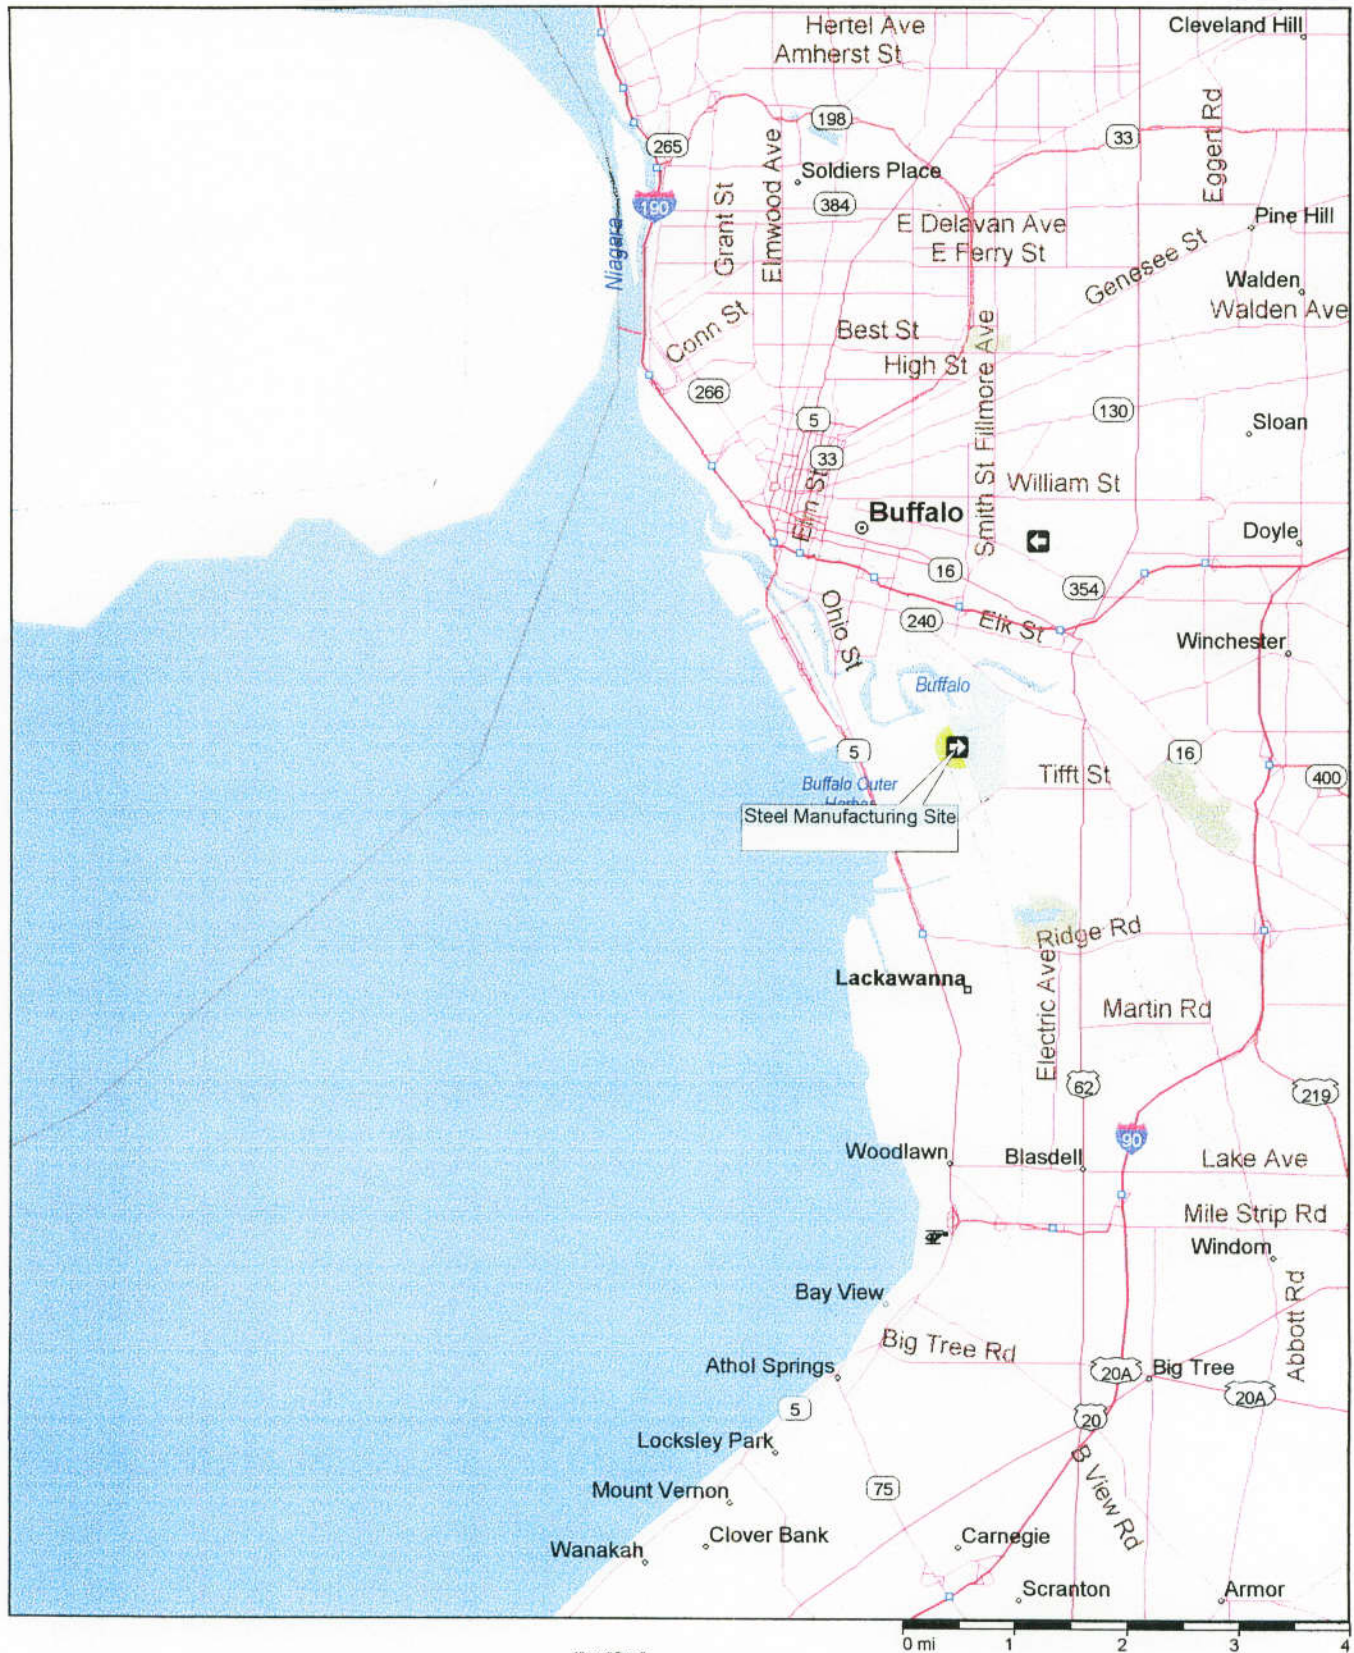 Hertel Ave
Cleveland Hill
Amherst St
198
33
265
Eggert Rd
Soldiers Place
190
384
Grant St
Elmwood Ave
E Delavan Ave
Pine Hill
E Ferry St
Niagara
Genesee St
Walden
Walden Ave
Conn St
Best St
High St
Smith St Fillmore Ave
266
5
130
Sloan
33
William St
Elm St
Buffalo
Doyle
16
354
Ohio St
240
Elk St
Winchester
Buffalo
5
16
Tifft St
400
Buffalo Outer
Harbor
Steel Manufacturing Site
Ridge Rd
Lackawanna
Electric Ave
Martin Rd
62
219
90
Woodlawn
Blasdell
Lake Ave
Mile Strip Rd
Windom
Bay View
Abbott Rd
Big Tree Rd
Athol Springs
20A
Big Tree
20A
5
20
Locksley Park
B View Rd
75
Mount Vernon
Clover Bank
Carnegie
Wanakah
Scranton
Armor
0 mi 1 2 3 4